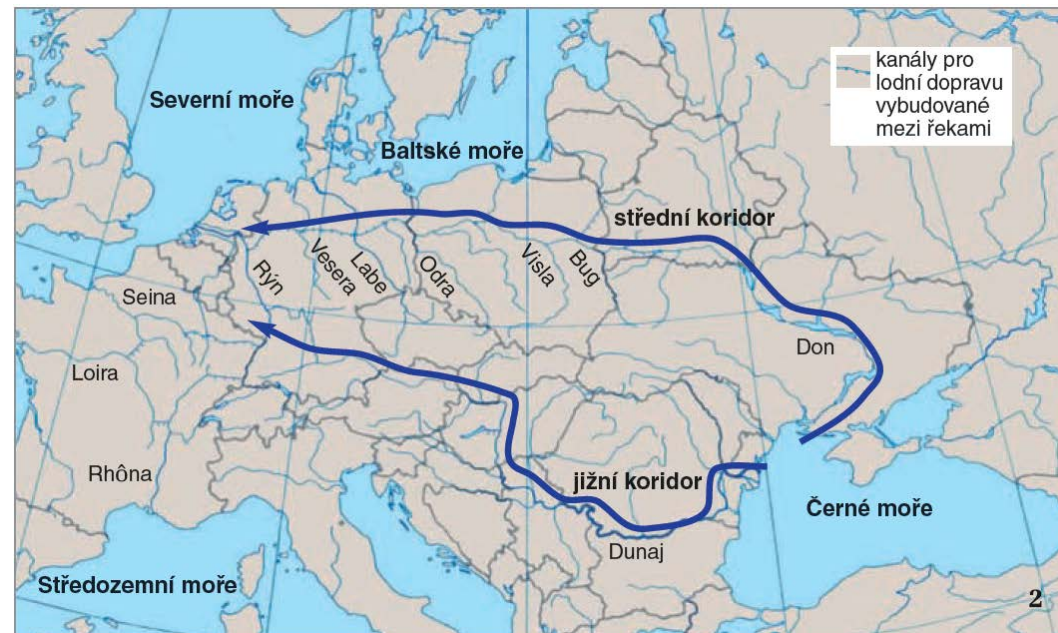 kanály pro
lodní dopravu
vybudované
mezi řekami
Severní moře
Baltské moře
střední koridor
Rýn
Vesera
Labe
Odra
Visla
Bug
Seina
Don
Loira
Rhôna
jižní koridor
Černé moře
Dunaj
Středozemní moře
2